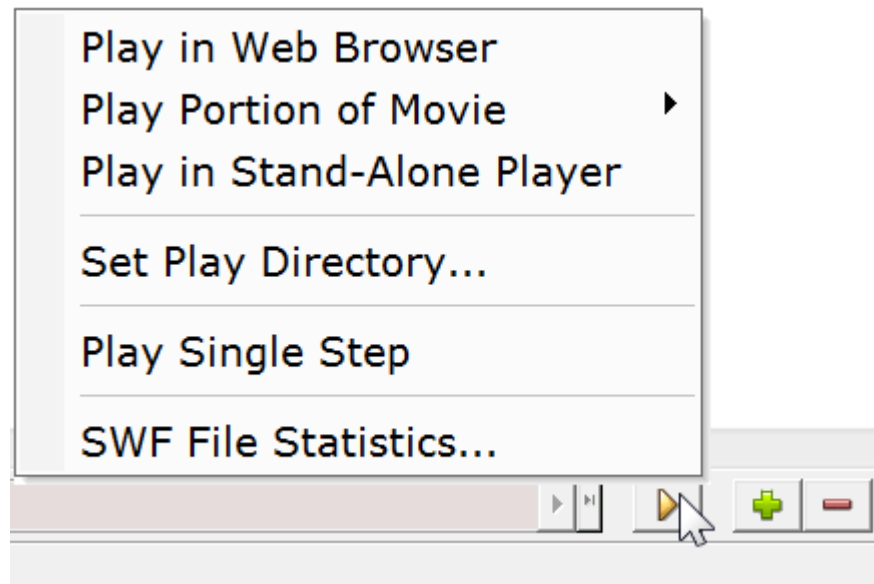 Play in Web Browser
Play Portion of Movie
Play in Stand-Alone Player
Set Play Directory...
Play Single Step
SWF File Statistics...